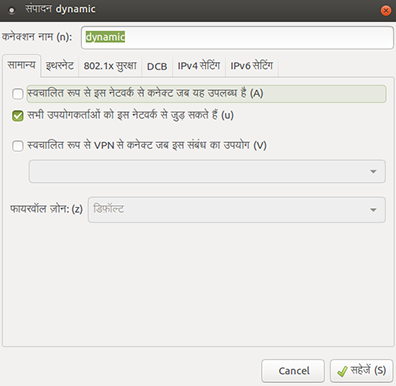 संपादन dynamic
कनेक्शन नाम (n): dynamic
सामान्य इथरनेट 802.1x सुरक्षा DCB IPv4 सेटिंग IPv6 सेटिंग
स्वचालित रूप से इस नेटवर्क से कनेक्ट जब यह उपलब्ध है (A)
सभी उपयोगकर्ताओं को इस नेटवर्क से जुड़ सकते हैं (u)
स्वचालित रूप से VPN से कनेक्ट जब इस संबंध का उपयोग (V)
फायरवॉल ज़ोन: (z) डिफ़ॉल्ट
Cancel सहेजें (S)